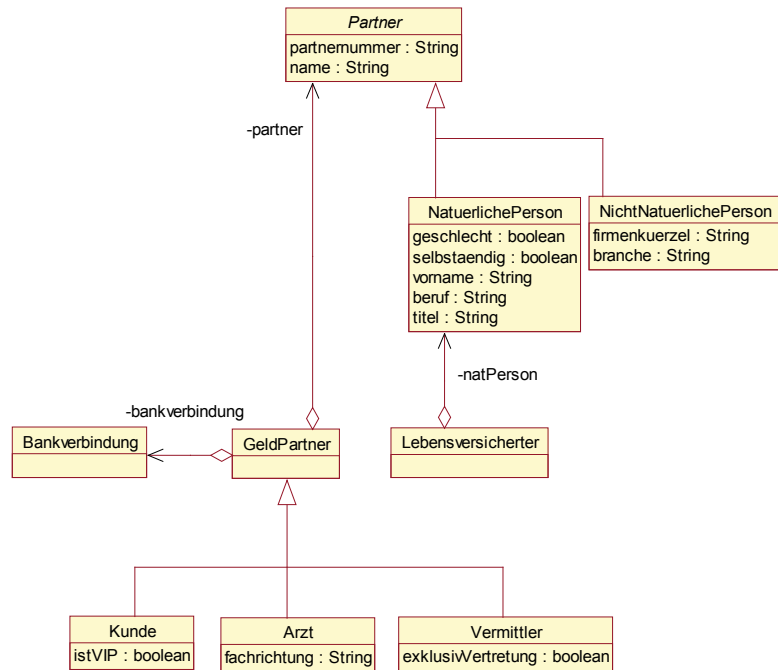 Partner
partnernummer : String
name : String
-partner
NatuerlichePerson
geschlecht : boolean
selbstaendig : boolean
vorname : String
beruf : String
titel : String
NichtNatuerlichePerson
firmenkuerzel : String
branche : String
-natPerson
-bankverbindung
Bankverbindung
GeldPartner
Lebensversicherter
Kunde
istVIP : boolean
Arzt
fachrichtung : String
Vermittler
exklusivVertretung : boolean